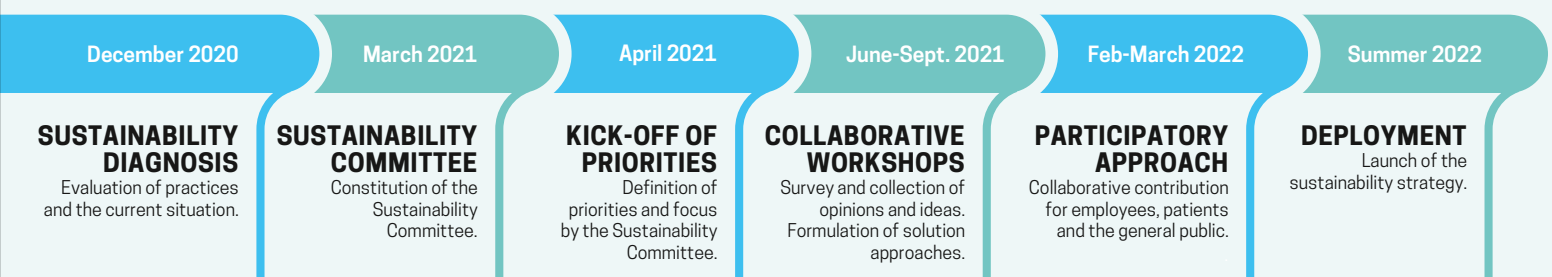 December 2020
SUSTAINABILITY
DIAGNOSIS
Evaluation of practices
and the current situation.
March 2021
SUSTAINABILITY
COMMITTEE
Constitution of the
Sustainability
Committee.
April 2021
KICK-OFF OF
PRIORITIES
Definition of
priorities and focus
by the Sustainability
Committee.
June-Sept. 2021
COLLABORATIVE
WORKSHOPS
Survey and collection of
opinions and ideas.
Formulation of solution
approaches.
Feb-March 2022
PARTICIPATORY
APPROACH
Collaborative contribution
for employees, patients
and the general public.
Summer 2022
DEPLOYMENT
Launch of the
sustainability strategy.